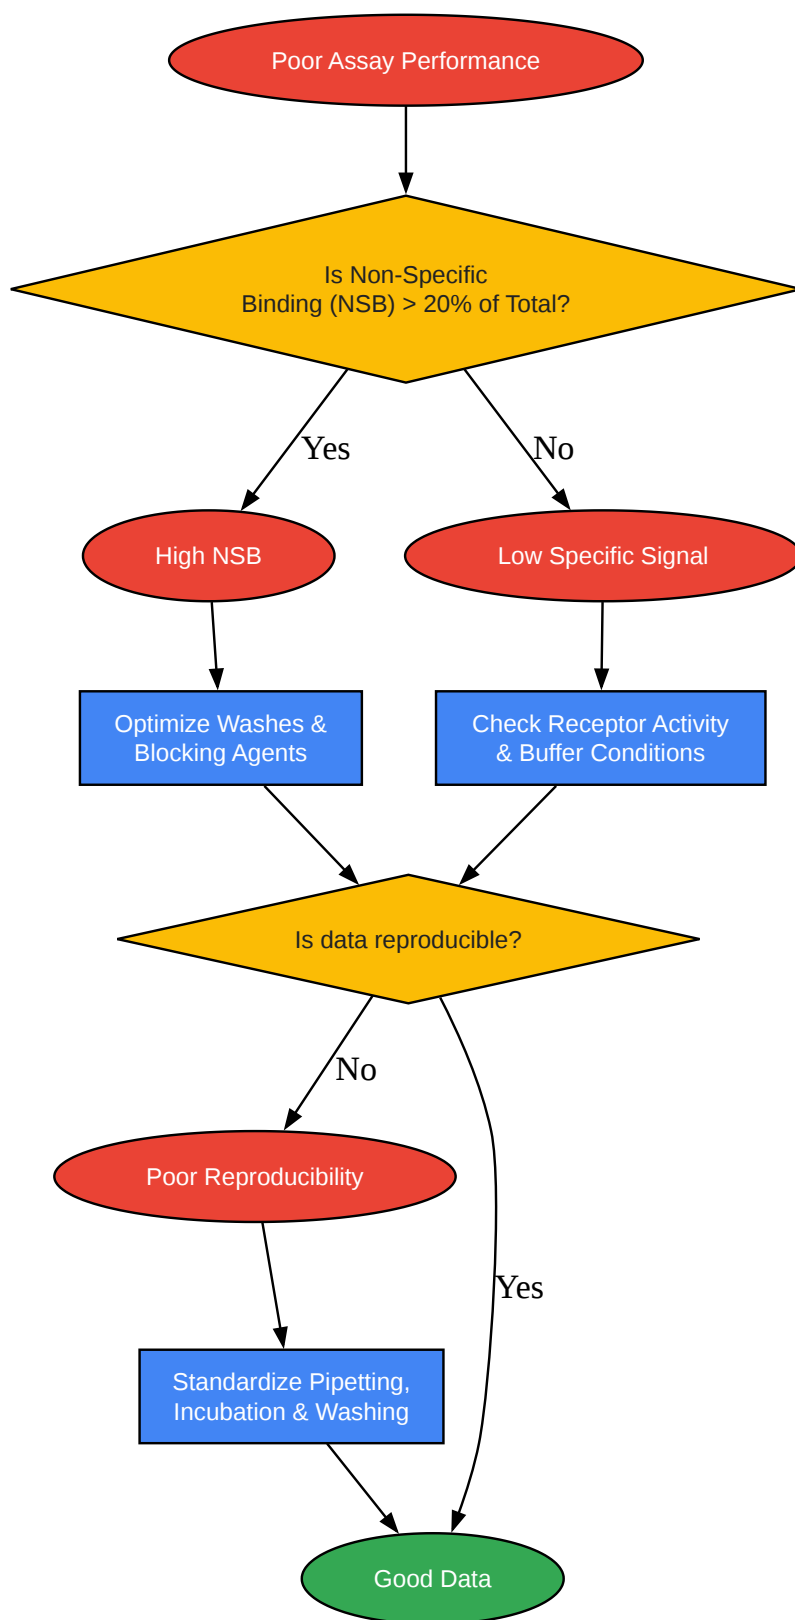 Poor Assay Performance
Is Non-Specific
Binding (NSB) > 20% of Total?
Yes
No
High NSB
Low Specific Signal
Optimize Washes &
Blocking Agents
Check Receptor Activity
& Buffer Conditions
Is data reproducible?
No
Poor Reproducibility
Yes
Standardize Pipetting,
Incubation & Washing
Good Data